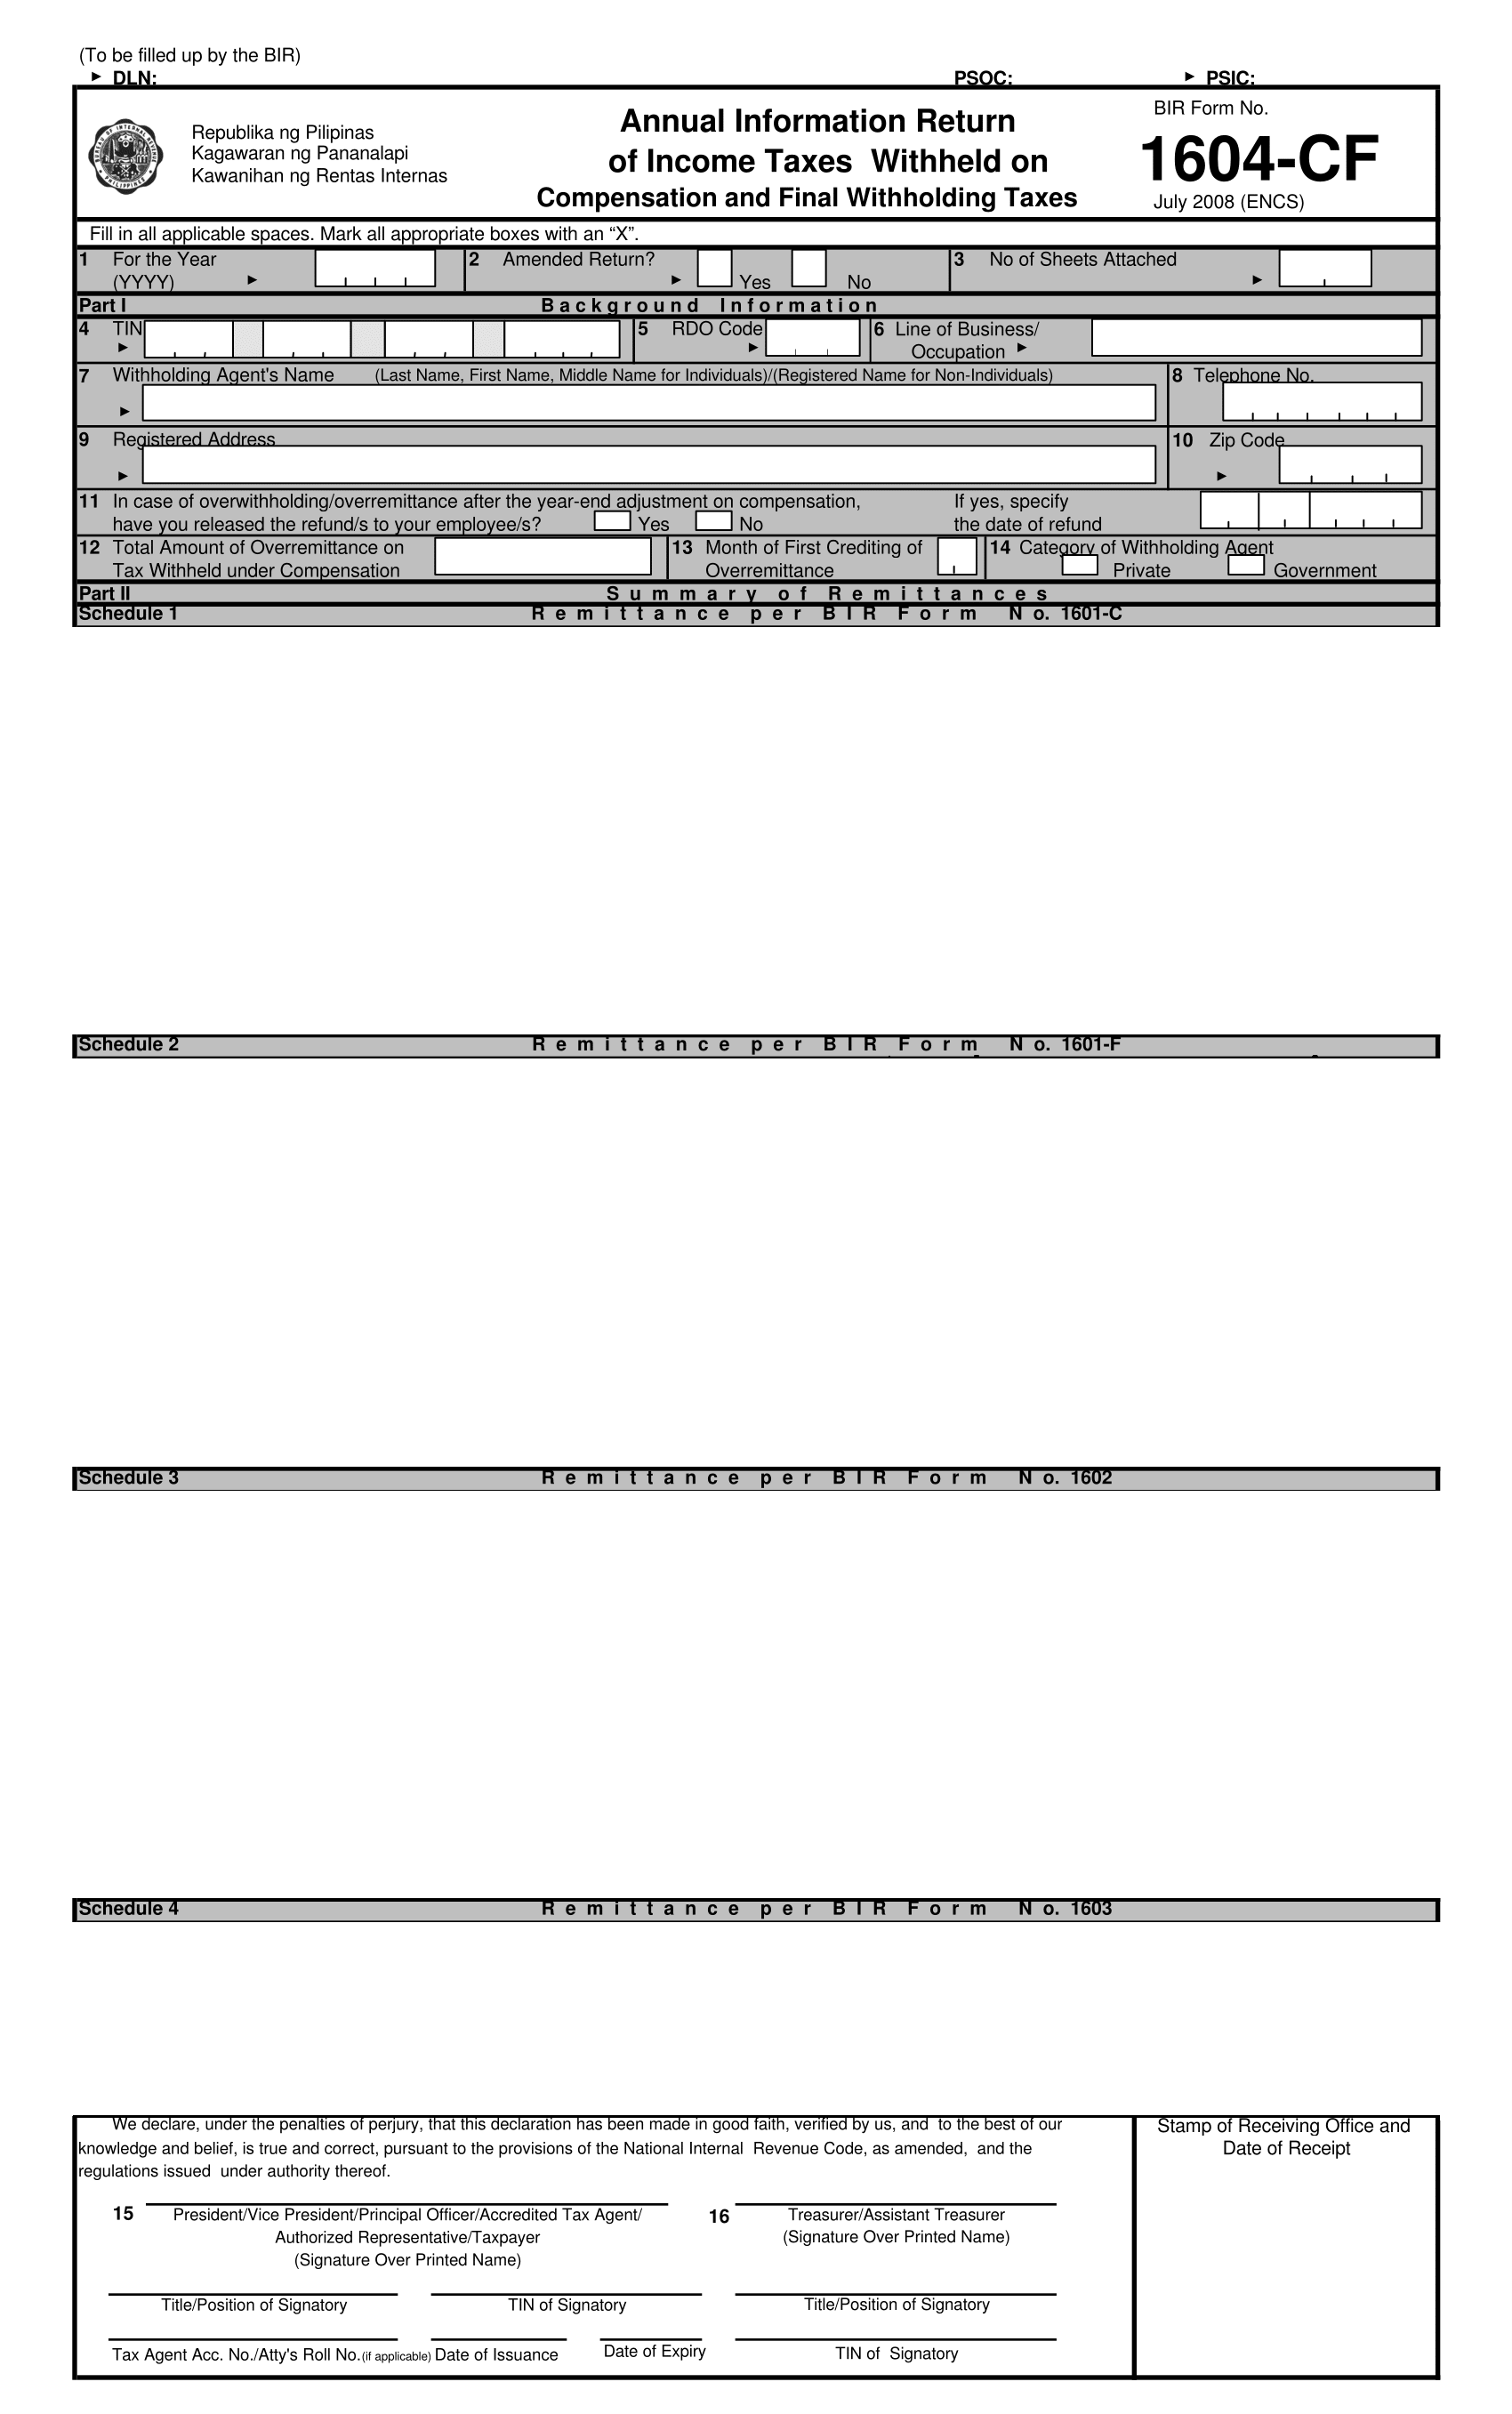 (To be filled up by the BIR)
DLN: PSOC: PSIC:
Republika ng Pilipinas
Kagawaran ng Pananalapi
Kawanihan ng Rentas Internas
Annual Information Return
of Income Taxes Withheld on
Compensation and Final Withholding Taxes
BIR Form No.
1604-CF
July 2008 (ENCS)
Fill in all applicable spaces. Mark all appropriate boxes with an “X”.
1 For the Year
(YYYY)
2 Amended Return?
Yes No
3 No of Sheets Attached
Part I Background Information
4 TIN
5 RDO Code
6 Line of Business/
Occupation
7 Withholding Agent's Name (Last Name, First Name, Middle Name for Individuals)/(Registered Name for Non-Individuals)
8 Telephone No.
9 Registered Address
10 Zip Code
11 In case of overwithholding/overremittance after the year-end adjustment on compensation,
have you released the refund/s to your employee/s? Yes No
If yes, specify
the date of refund
12 Total Amount of Overremittance on
Tax Withheld under Compensation
13 Month of First Crediting of
Overremittance
14 Category of Withholding Agent
Private Government
Part II Summary of Remittances
Schedule 1 Remittance per BIR Form No. 1601-C
Schedule 2 Remittance per BIR Form No. 1601-F
Schedule 3 Remittance per BIR Form No. 1602
Schedule 4 Remittance per BIR Form No. 1603
We declare, under the penalties of perjury, that this declaration has been made in good faith, verified by us, and to the best of our
knowledge and belief, is true and correct, pursuant to the provisions of the National Internal Revenue Code, as amended, and the
regulations issued under authority thereof.
Stamp of Receiving Office and
Date of Receipt
15 President/Vice President/Principal Officer/Accredited Tax Agent/
Authorized Representative/Taxpayer
(Signature Over Printed Name)
16 Treasurer/Assistant Treasurer
(Signature Over Printed Name)
Title/Position of Signatory TIN of Signatory Title/Position of Signatory
Tax Agent Acc. No./Atty's Roll No.(if applicable) Date of Issuance Date of Expiry TIN of Signatory